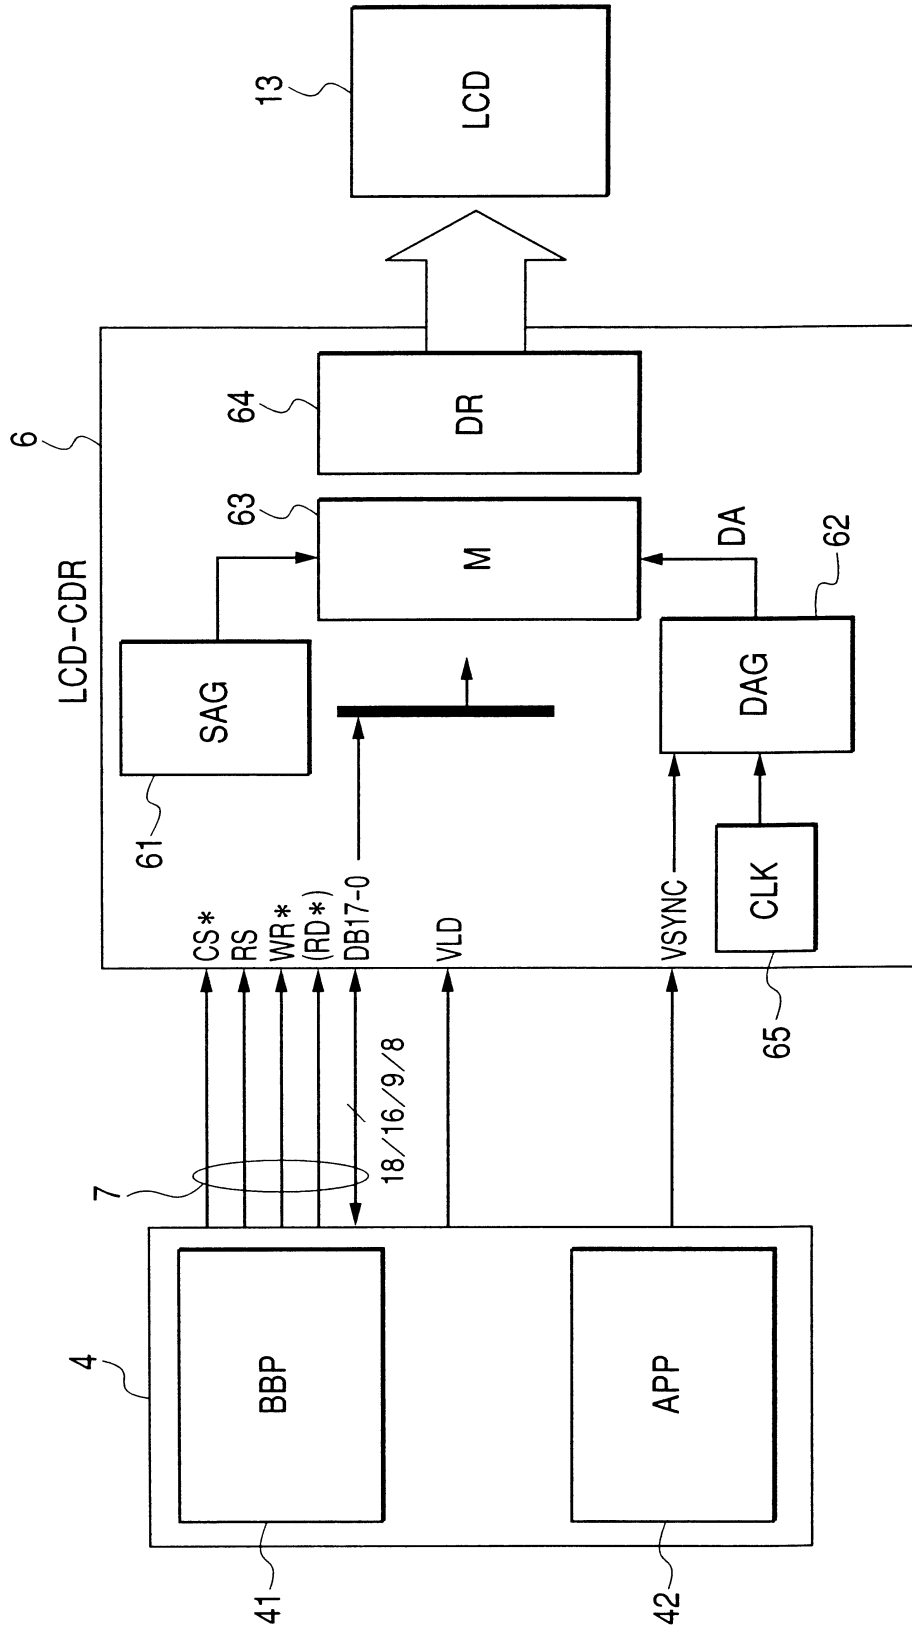 6
LCD-CDR
4
7
CS*
RS
WR*
(RD*)
DB17-0
18/16/9/8
VLD
VSYNC
41
BBP
42
APP
61
SAG
63
M
64
DR
13
LCD
DA
62
DAG
65
CLK